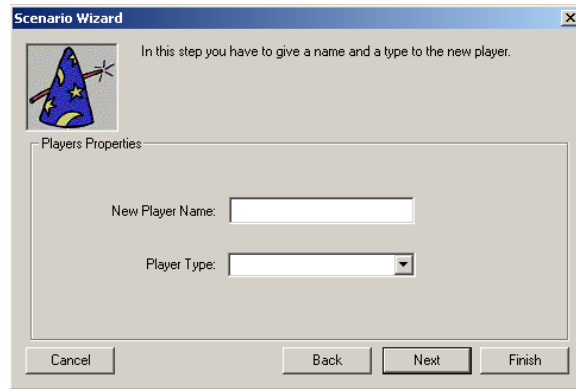 Scenario Wizard
In this step you have to give a name and a type to the new player.
Players Properties
New Player Name:
Player Type:
Cancel
Back
Next
Finish